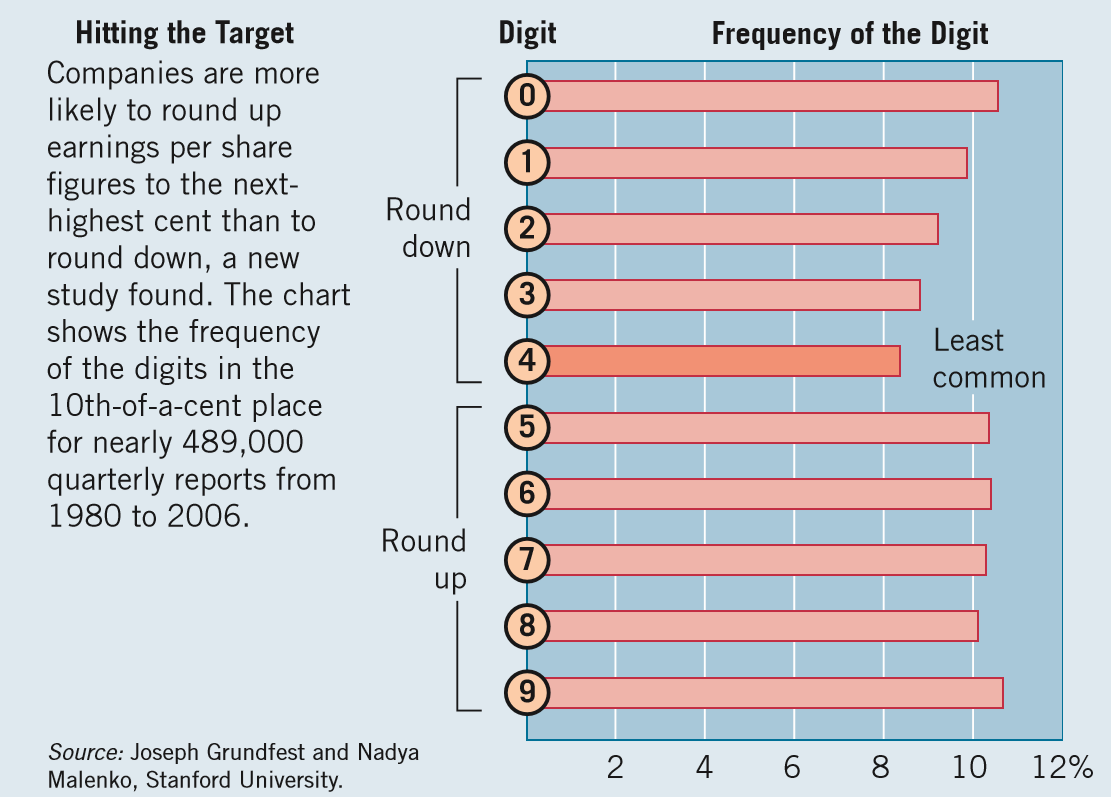 Hitting the Target
Companies are more
likely to round up
earnings per share
figures to the next-
highest cent than to
round down, a new
study found. The chart
shows the frequency
of the digits in the
10th-of-a-cent place
for nearly 489,000
quarterly reports from
1980 to 2006.
Digit
Frequency of the Digit
Round
down
0
1
2
3
4
Least
common
Round
up
5
6
7
8
9
2 4 6 8 10 12%
Source: Joseph Grundfest and Nadya
Malenko, Stanford University.